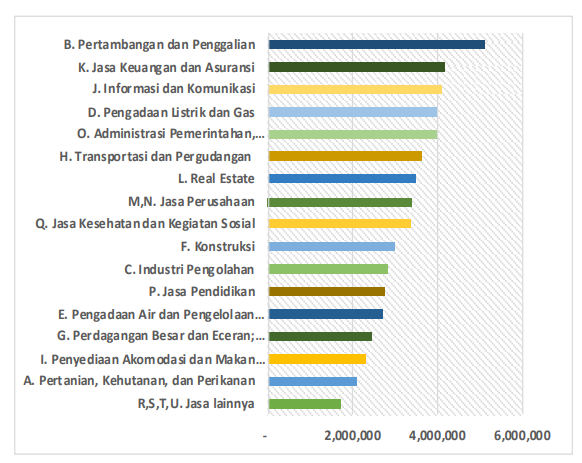 B. Pertambangan dan Penggalian
K. Jasa Keuangan dan Asuransi
J. Informasi dan Komunikasi
D. Pengadaan Listrik dan Gas
O. Administrasi Pemerintahan,...
H. Transportasi dan Pergudangan
L. Real Estate
M,N. Jasa Perusahaan
Q. Jasa Kesehatan dan Kegiatan Sosial
F. Konstruksi
C. Industri Pengolahan
P. Jasa Pendidikan
E. Pengadaan Air dan Pengelolaan...
G. Perdagangan Besar dan Eceran;...
I. Penyediaan Akomodasi dan Makan...
A. Pertanian, Kehutanan, dan Perikanan
R,S,T,U. Jasa lainnya
- 2,000,000 4,000,000 6,000,000